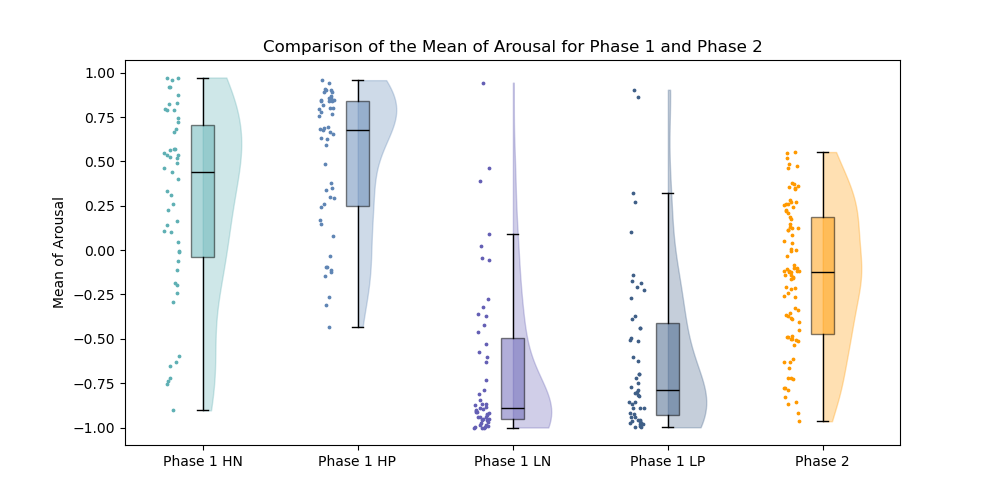 Comparison of the Mean of Arousal for Phase 1 and Phase 2
Mean of Arousal
1.00
0.75
0.50
0.25
0.00
−0.25
−0.50
−0.75
−1.00
Phase 1 HN
Phase 1 HP
Phase 1 LN
Phase 1 LP
Phase 2